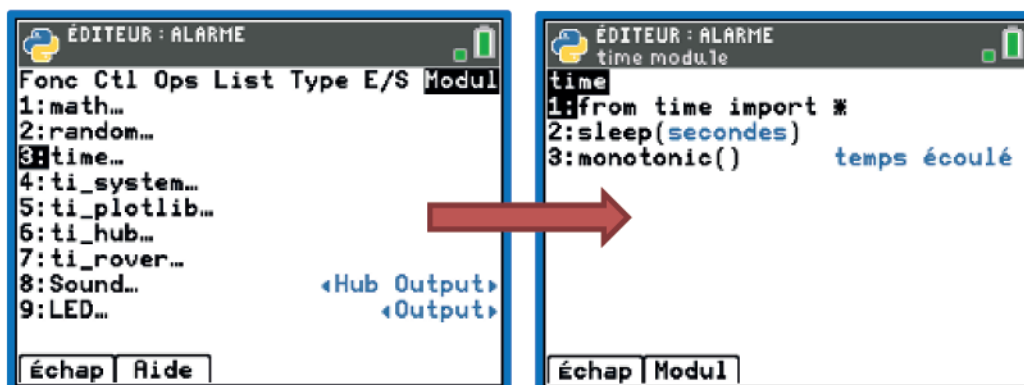 ÉDITEUR : ALARME
Fonc Ctl Ops List Type E/S Modul
1:math…
2:random…
3:time…
4:ti_system…
5:ti_plotlib…
6:ti_hub…
7:ti_rover…
8:Sound… ◂Hub Output▸
9:LED… ◂Output▸
Échap Aide
ÉDITEUR : ALARME
time module
time
1:from time import *
2:sleep(secondes)
3:monotonic() temps écoulé
Échap Modul